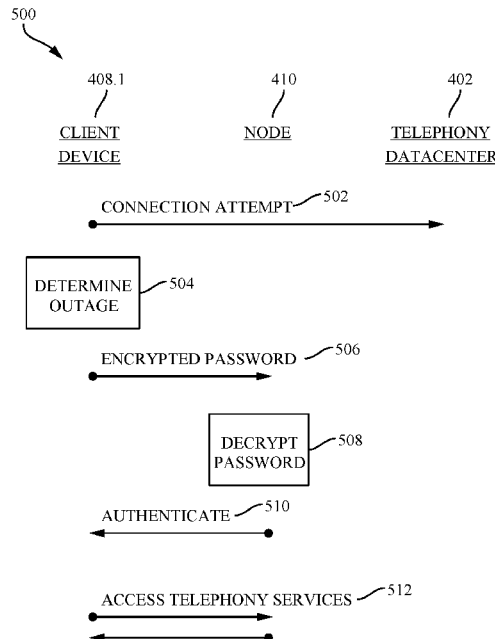 500
408.1
410
402
CLIENT
DEVICE
NODE
TELEPHONY
DATACENTER
CONNECTION ATTEMPT
502
DETERMINE
OUTAGE
504
ENCRYPTED PASSWORD
506
DECRYPT
PASSWORD
508
AUTHENTICATE
510
ACCESS TELEPHONY SERVICES
512